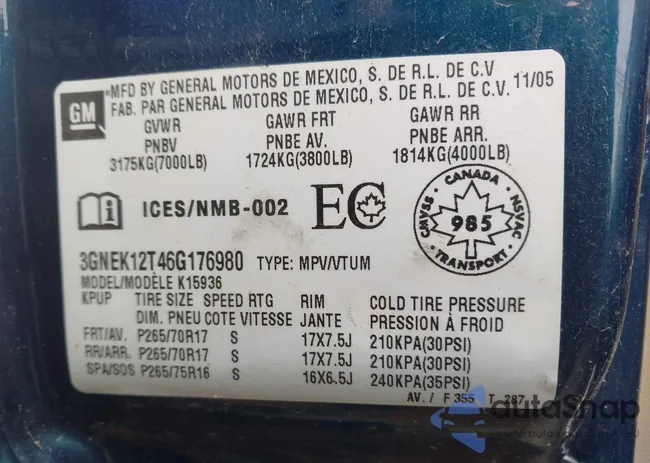 MFD BY GENERAL MOTORS DE MEXICO, S. DE R.L. DE C.V
FAB. PAR GENERAL MOTORS DE MEXICO, S. DE R.L. DE C.V. 11/05
GM
GVWR GAWR FRT GAWR RR
PNBV PNBE AV. PNBE ARR.
3175KG(7000LB) 1724KG(3800LB) 1814KG(4000LB)
i ICES/NMB-002 EC
CANADA
CMVSS 985 NSVAC
TRANSPORT
3GNEK12T46G176980 TYPE: MPV/VTUM
MODEL/MODÈLE K15936
KPUP TIRE SIZE SPEED RTG RIM COLD TIRE PRESSURE
DIM. PNEU COTE VITESSE JANTE PRESSION À FROID
FRT/AV. P265/70R17 S 17X7.5J 210KPA(30PSI)
RR/ARR. P265/70R17 S 17X7.5J 210KPA(30PSI)
SPA/SOS P265/75R16 S 16X6.5J 240KPA(35PSI)
AV. / F 355 T 287
autoSnap